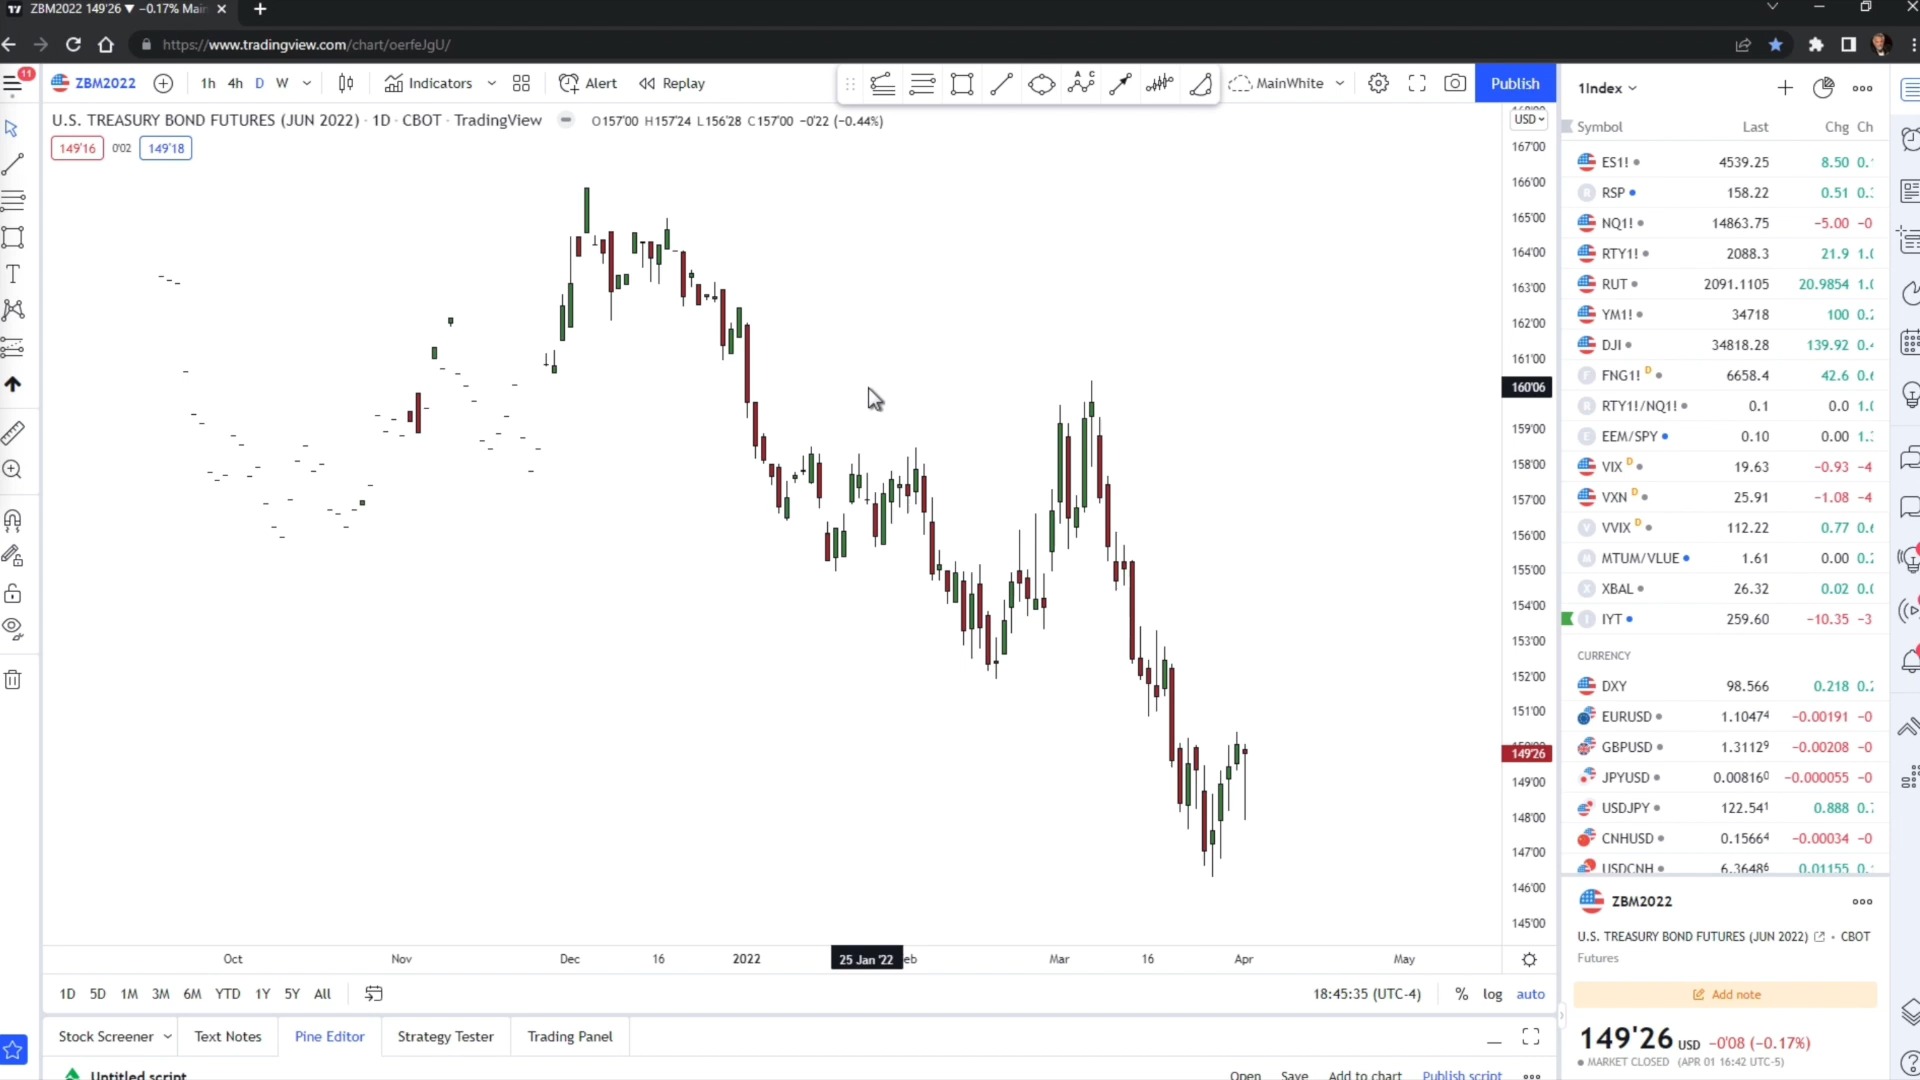 ZBM2022 149'26 ▼ −0.17% Mai
https://www.tradingview.com/chart/oerfeJgU/
11
ZBM2022
1h 4h D W
Indicators
Alert
Replay
MainWhite
Publish
U.S. TREASURY BOND FUTURES (JUN 2022) · 1D · CBOT · TradingView
O157'00 H157'24 L156'28 C157'00 −0'22 (−0.44%)
149'16 0'02 149'18
USD
167'00
166'00
165'00
164'00
163'00
162'00
161'00
160'06
159'00
158'00
157'00
156'00
155'00
154'00
153'00
152'00
151'00
149'26
149'00
148'00
147'00
146'00
145'00
Oct Nov Dec 16 2022 25 Jan '22 eb Mar 16 Apr May
1D 5D 1M 3M 6M YTD 1Y 5Y All
18:45:35 (UTC-4) % log auto
Stock Screener Text Notes Pine Editor Strategy Tester Trading Panel
Untitled script
Open Save Add to chart Publish script
1Index
Symbol Last Chg Ch
ES1! 4539.25 8.50
RSP 158.22 0.51
NQ1! 14863.75 −5.00
RTY1! 2088.3 21.9
RUT 2091.1105 20.9854
YM1! 34718 100
DJI 34818.28 139.92
FNG1! D 6658.4 42.6
RTY1!/NQ1! 0.1 0.0
EEM/SPY 0.10 0.00
VIX D 19.63 −0.93
VXN D 25.91 −1.08
VVIX D 112.22 0.77
MTUM/VLUE 1.61 0.00
XBAL 26.32 0.02
IYT 259.60 −10.35
CURRENCY
DXY 98.566 0.218
EURUSD 1.10474 −0.00191
GBPUSD 1.31129 −0.00208
JPYUSD 0.008160 −0.000055
USDJPY 122.541 0.888
CNHUSD 0.15664 −0.00034
USDCNH 6.36486 0.01155
ZBM2022
U.S. TREASURY BOND FUTURES (JUN 2022) · CBOT
Futures
Add note
149'26 USD −0'08 (−0.17%)
MARKET CLOSED (APR 01 16:42 UTC-5)